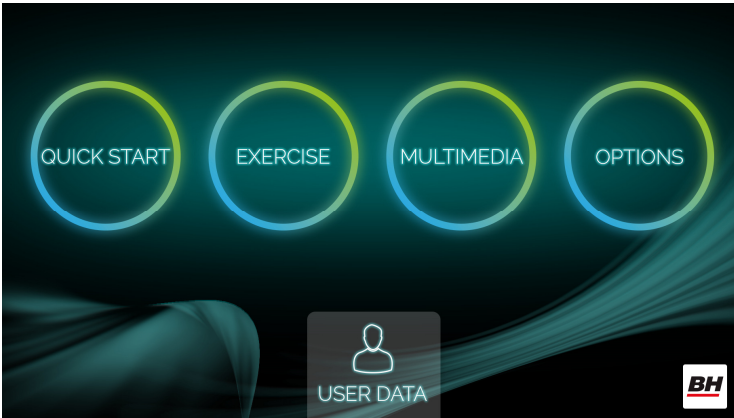 QUICK START
EXERCISE
MULTIMEDIA
OPTIONS
USER DATA
BH